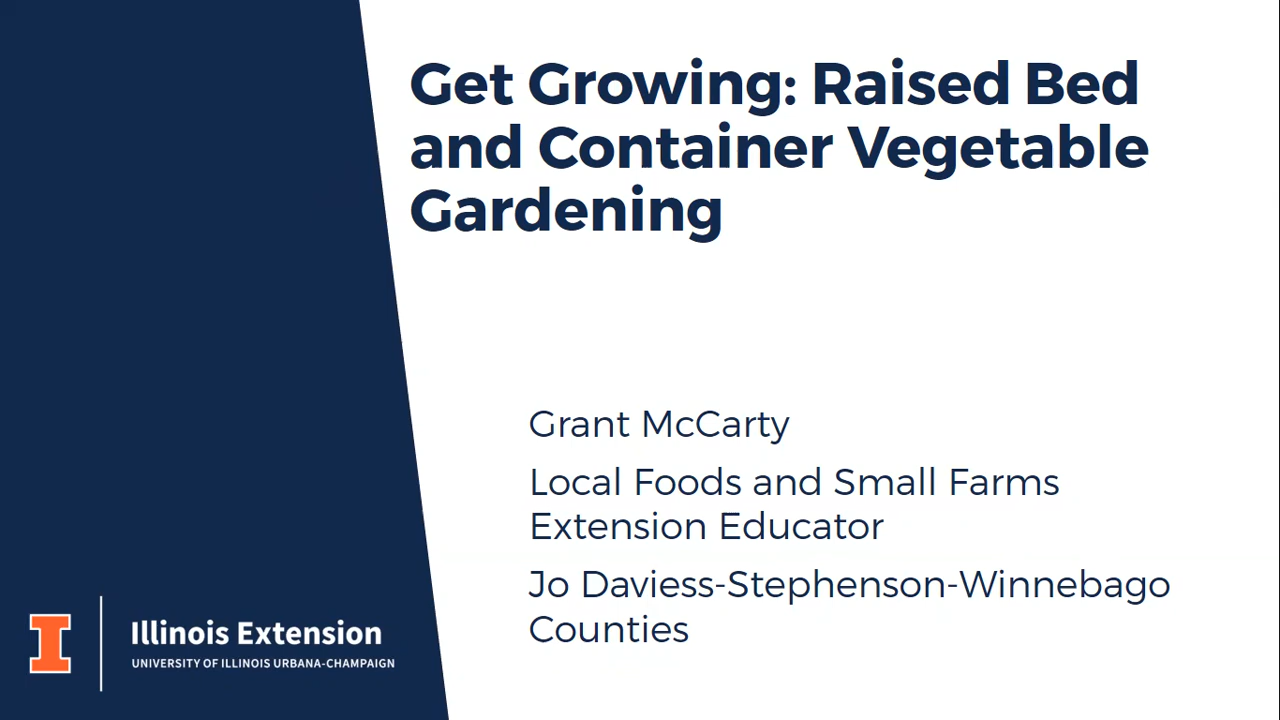 Get Growing: Raised Bed
and Container Vegetable
Gardening
Grant McCarty
Local Foods and Small Farms
Extension Educator
Jo Daviess-Stephenson-Winnebago
Counties
I
Illinois Extension
UNIVERSITY OF ILLINOIS URBANA-CHAMPAIGN